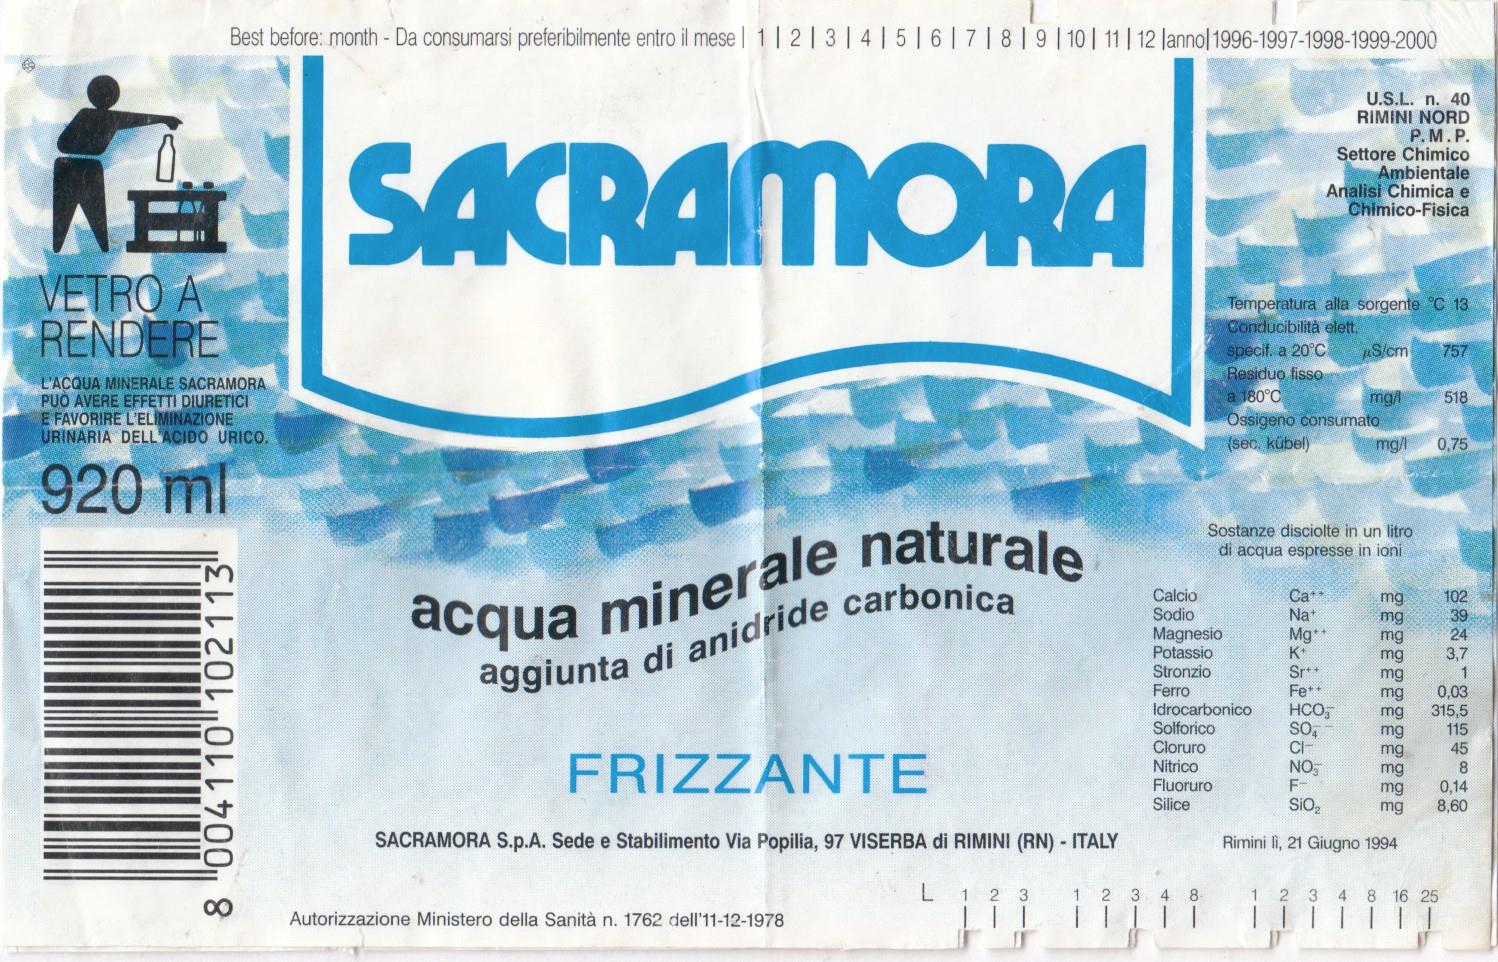 Best before: month - Da consumarsi preferibilmente entro il mese | 1 | 2 | 3 | 4 | 5 | 6 | 7 | 8 | 9 | 10 | 11 | 12 |anno| 1996-1997-1998-1999-2000
SACRAMORA
VETRO A
RENDERE
L'ACQUA MINERALE SACRAMORA
PUÒ AVERE EFFETTI DIURETICI
E FAVORIRE L'ELIMINAZIONE
URINARIA DELL'ACIDO URICO.
920 ml
8 004110 102113
acqua minerale naturale
aggiunta di anidride carbonica
FRIZZANTE
SACRAMORA S.p.A. Sede e Stabilimento Via Popilia, 97 VISERBA di RIMINI (RN) - ITALY
Autorizzazione Ministero della Sanità n. 1762 dell'11-12-1978
U.S.L. n. 40
RIMINI NORD
P.M.P.
Settore Chimico
Ambientale
Analisi Chimica e
Chimico-Fisica
Temperatura alla sorgente °C 13
Conducibilità elett.
specif. a 20°C µS/cm 757
Residuo fisso
a 180°C mg/l 518
Ossigeno consumato
(sec. kübel) mg/l 0,75
Sostanze disciolte in un litro
di acqua espresse in ioni
Calcio Ca⁺⁺ mg 102
Sodio Na⁺ mg 39
Magnesio Mg⁺⁺ mg 24
Potassio K⁺ mg 3,7
Stronzio Sr⁺⁺ mg 1
Ferro Fe⁺⁺ mg 0,03
Idrocarbonico HCO₃⁻ mg 315,5
Solforico SO₄⁻⁻ mg 115
Cloruro Cl⁻ mg 45
Nitrico NO₃⁻ mg 8
Fluoruro F⁻ mg 0,14
Silice SiO₂ mg 8,60
Rimini lì, 21 Giugno 1994
L 1 2 3 1 2 3 4 8 1 2 3 4 8 16 25